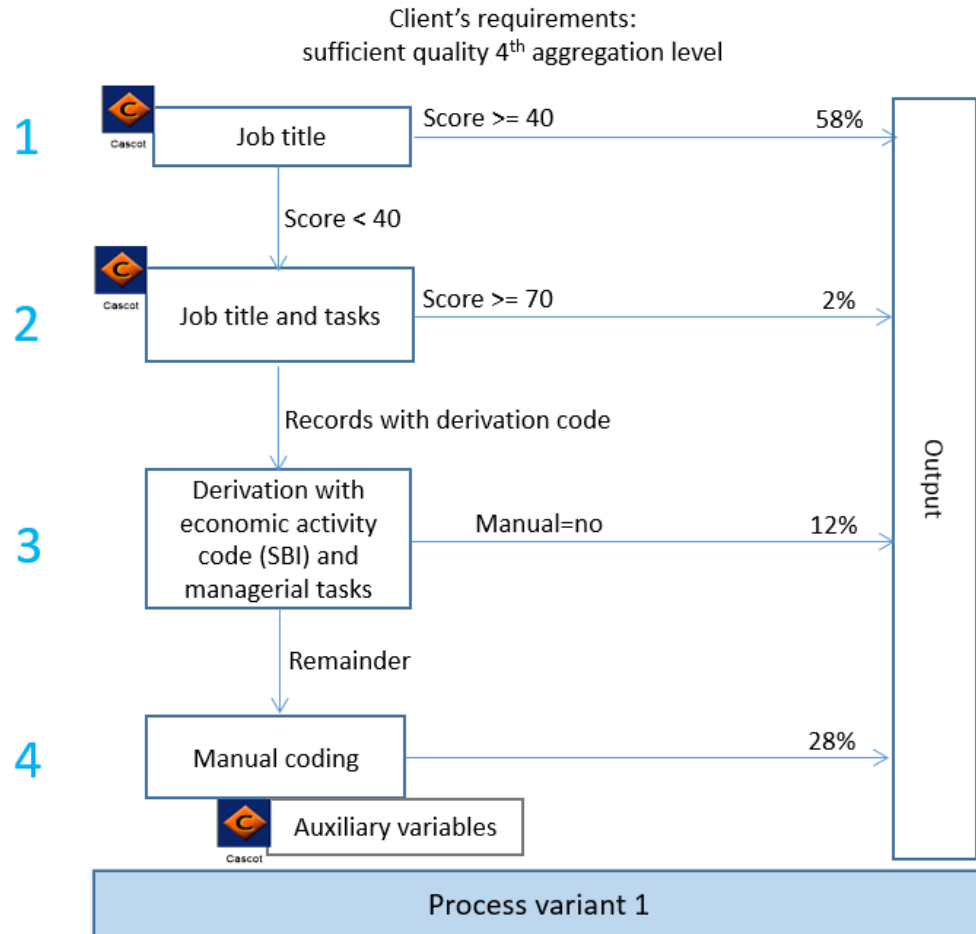 Client’s requirements:
sufficient quality 4th aggregation level
C
Cascot
1
Job title
Score >= 40
58%
Score < 40
C
Cascot
2
Job title and tasks
Score >= 70
2%
Records with derivation code
3
Derivation with
economic activity
code (SBI) and
managerial tasks
Manual=no
12%
Output
Remainder
4
Manual coding
28%
C
Cascot
Auxiliary variables
Process variant 1